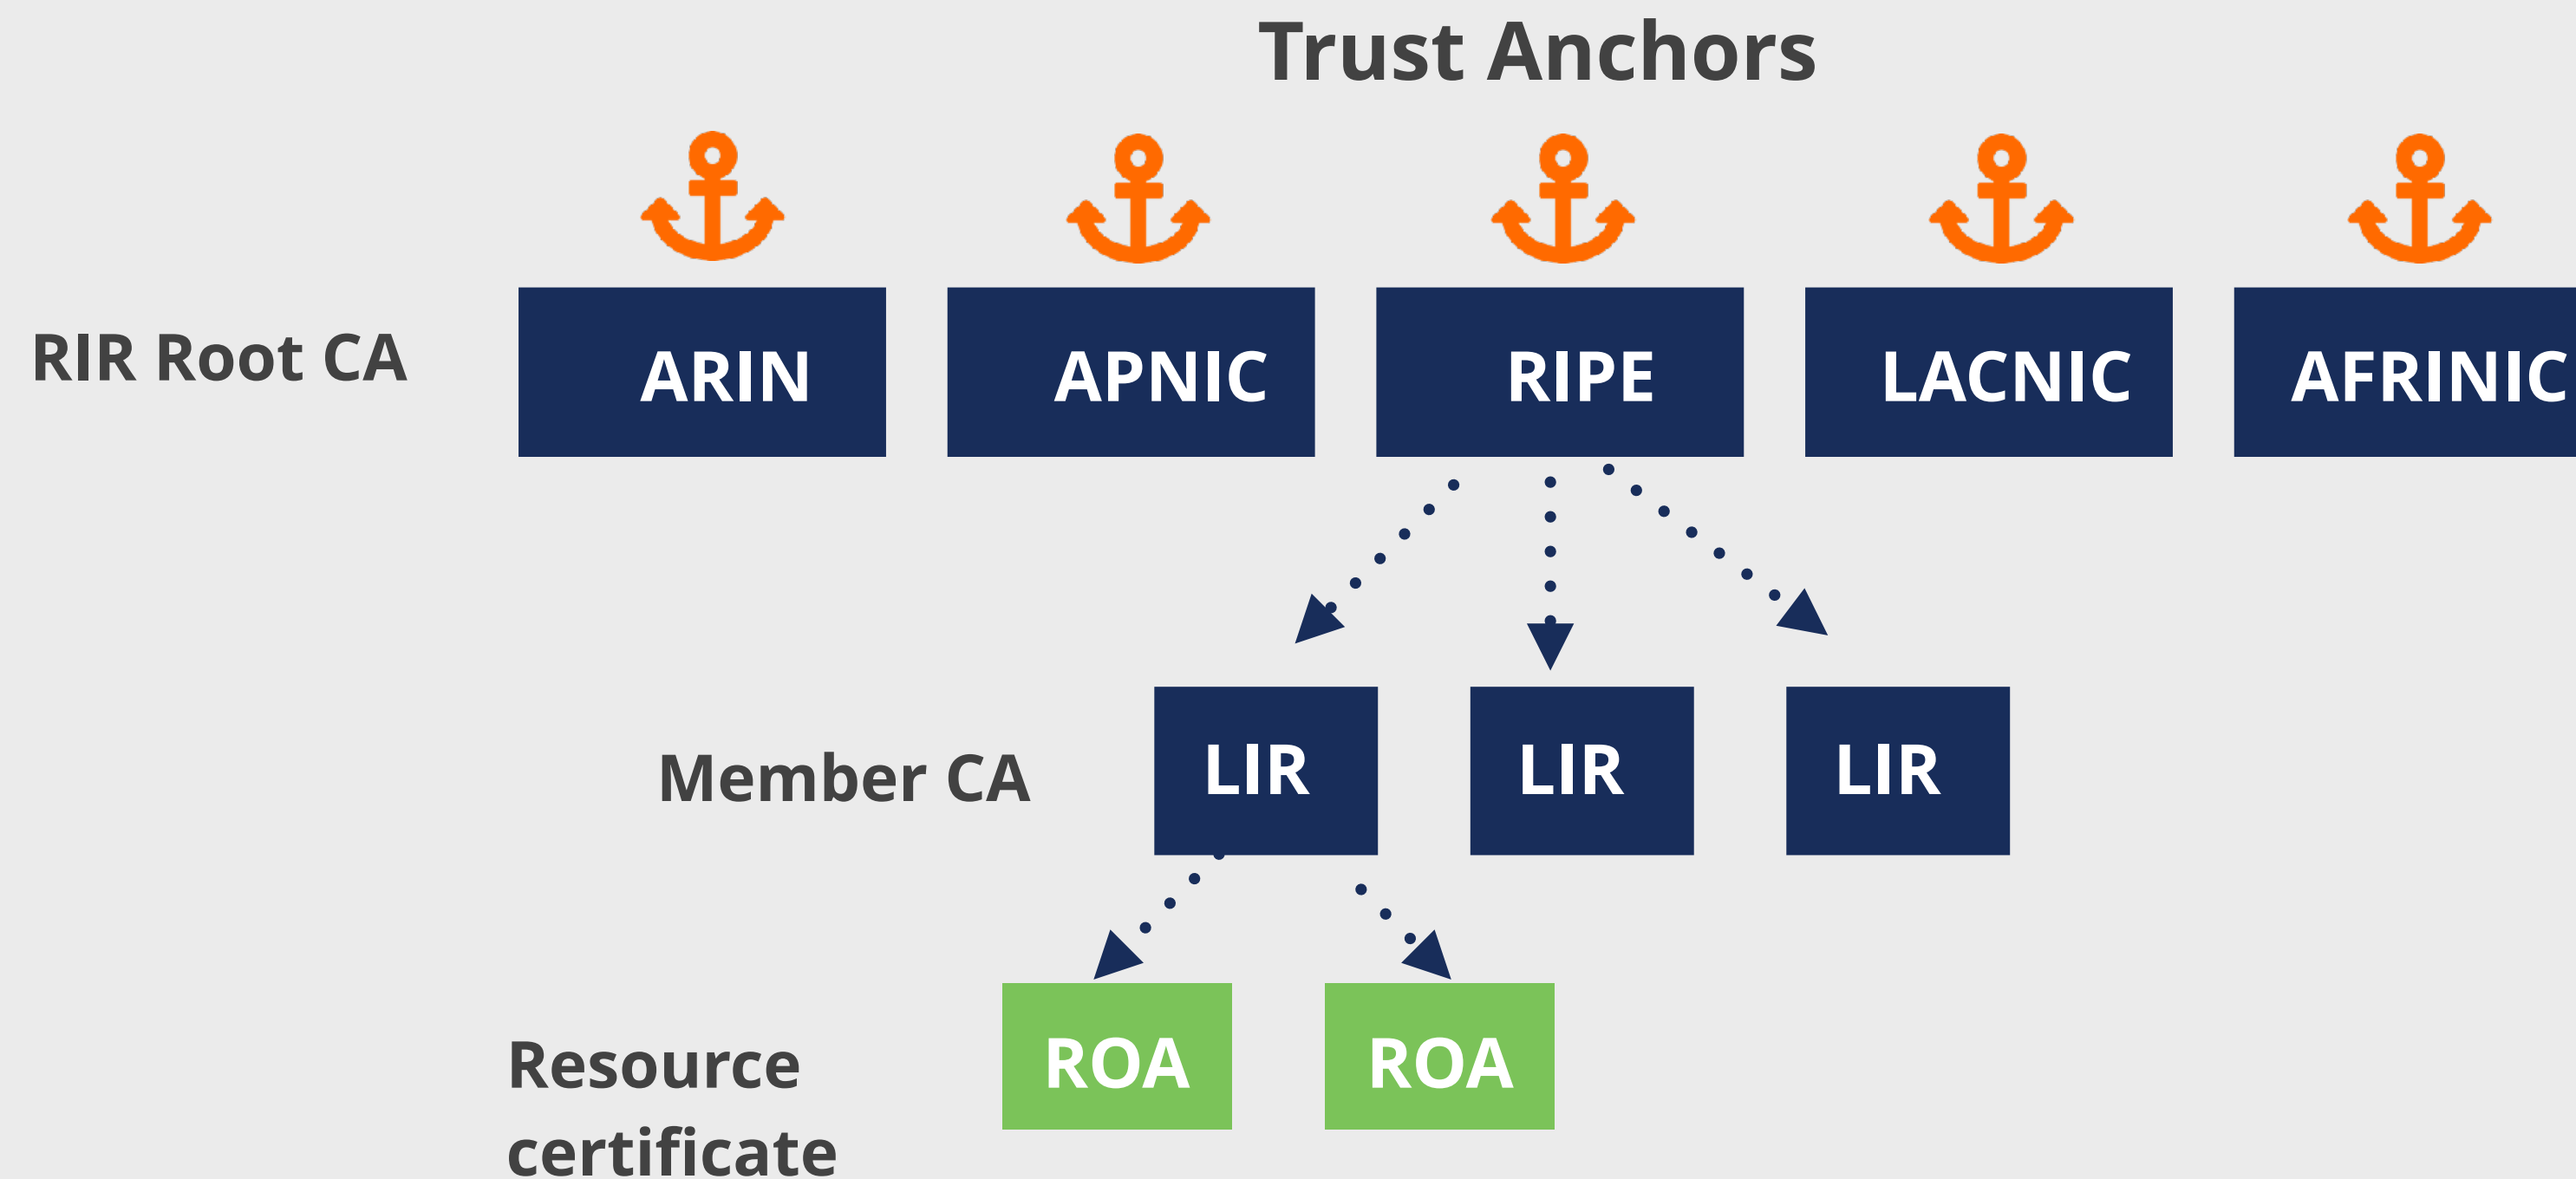 Trust Anchors
RIR Root CA
ARIN
APNIC
RIPE
LACNIC
AFRINIC
Member CA
LIR
LIR
LIR
Resource
certificate
ROA
ROA